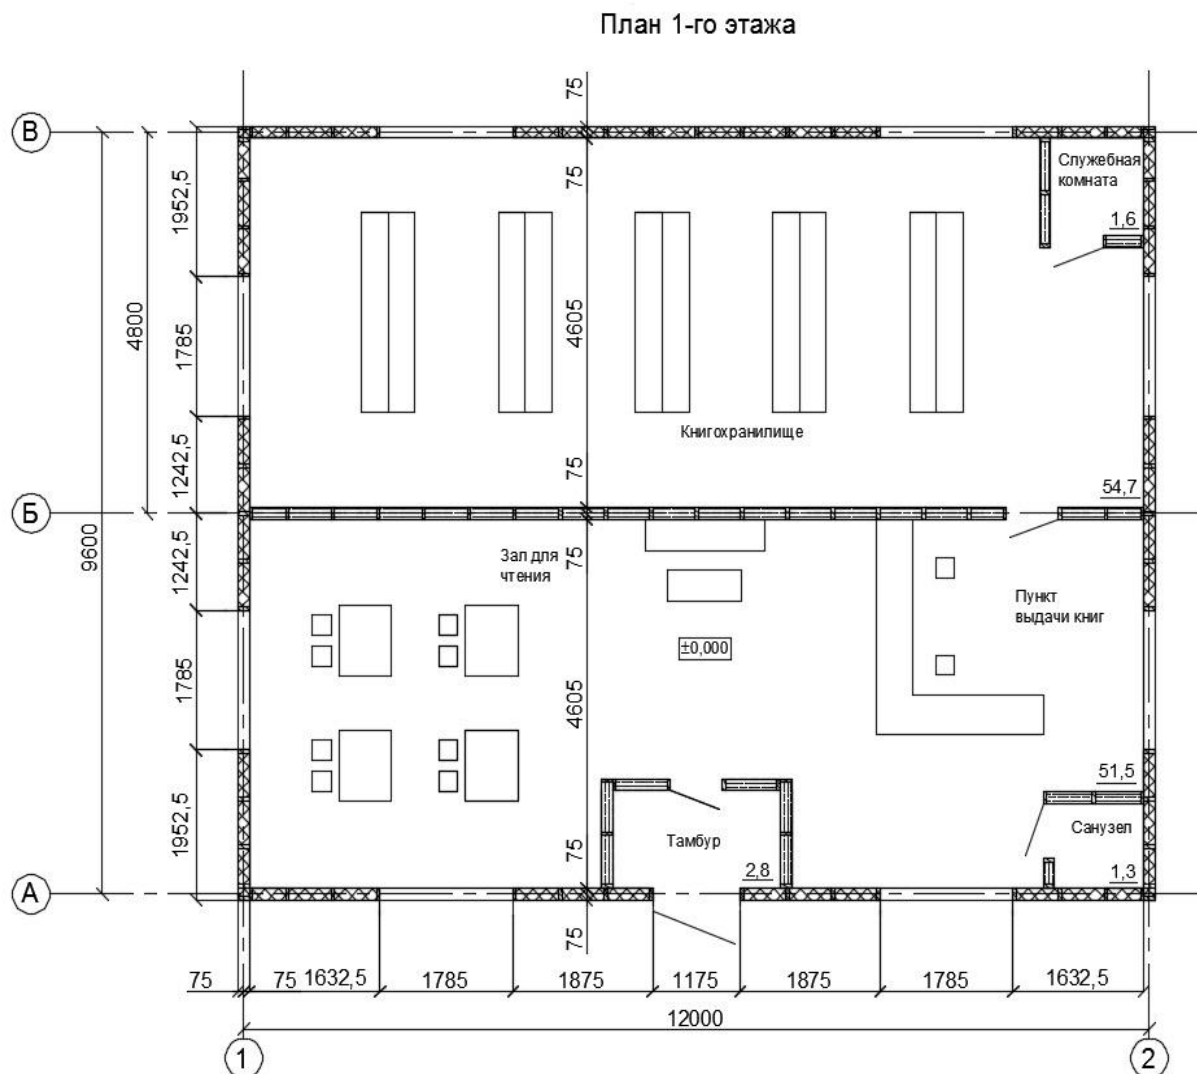 План 1-го этажа
75
В
1952,5
75
Служебная
комната
1,6
4800
1785
4605
Книгохранилище
1242,5
75
54,7
Б
9600
1242,5
Зал для
чтения
75
Пункт
выдачи книг
±0,000
1785
4605
51,5
1952,5
75
Тамбур
2,8
Санузел
1,3
А
75
75 75 1632,5 1785 1875 1175 1875 1785 1632,5
12000
1 2